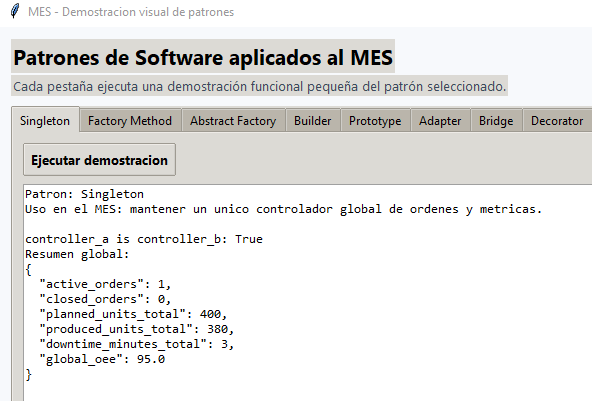 MES - Demostracion visual de patrones
Patrones de Software aplicados al MES
Cada pestaña ejecuta una demostración funcional pequeña del patrón seleccionado.
Singleton Factory Method Abstract Factory Builder Prototype Adapter Bridge Decorator
Ejecutar demostracion
Patron: Singleton
Uso en el MES: mantener un unico controlador global de ordenes y metricas.
controller_a is controller_b: True
Resumen global:
{
"active_orders": 1,
"closed_orders": 0,
"planned_units_total": 400,
"produced_units_total": 380,
"downtime_minutes_total": 3,
"global_oee": 95.0
}